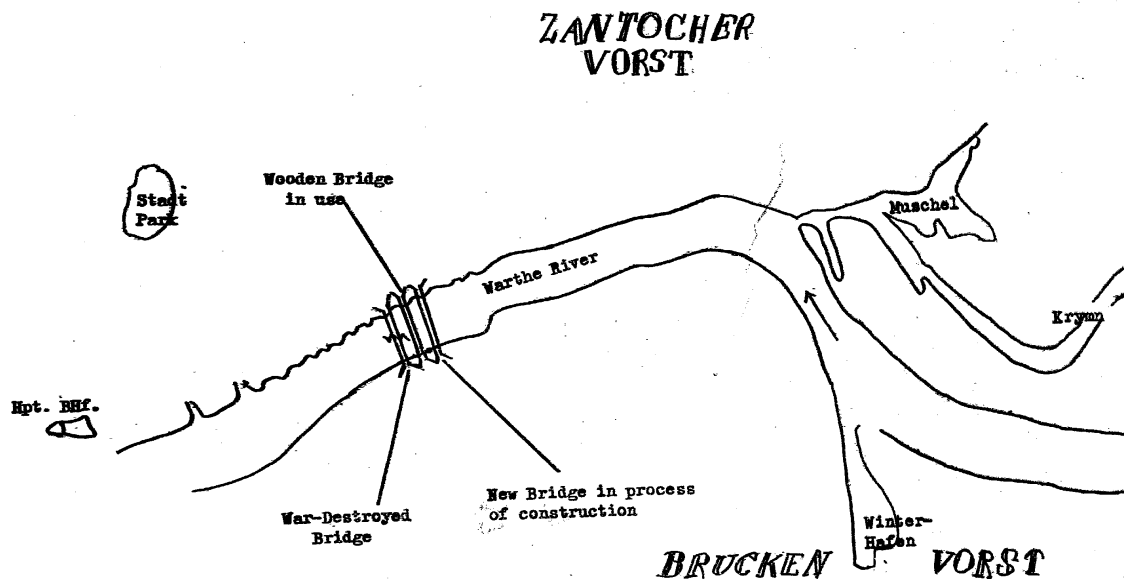 ZANTOCHER
VORST
Wooden Bridge
in use
Stadt
Park
Muschel
Warthe River
Krymn
Hpt. BHf.
New Bridge in process
of construction
War-Destroyed
Bridge
Winter-
Hafen
BRUCKEN VORST